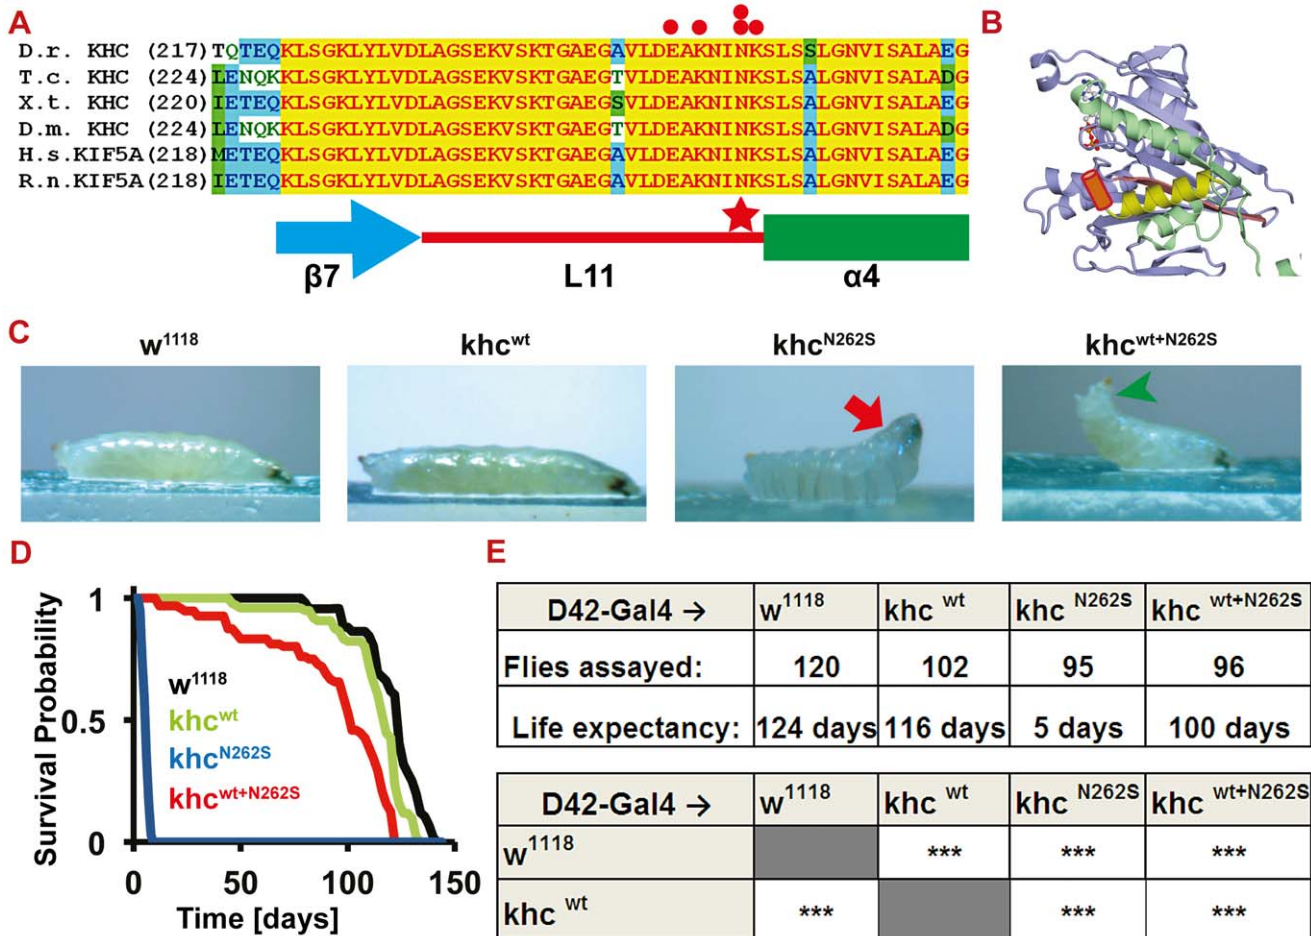 A
B
D.r. KHC (217) TQTEQKLSGKLYLVDLAGSEKVSKTGAEGAVLDEAKNINKSLSSLGNVISALAEG
T.c. KHC (224) LENQKKLSGKLYLVDLAGSEKVSKTGAEGTVLDEAKNINKSLSALGNVISALADG
X.t. KHC (220) IETEQKLSGKLYLVDLAGSEKVSKTGAEGSVLDEAKNINKSLSALGNVISALAEG
D.m. KHC (224) LENQKKLSGKLYLVDLAGSEKVSKTGAEGTVLDEAKNINKSLSALGNVISALADG
H.s.KIF5A(218) METEQKLSGKLYLVDLAGSEKVSKTGAEGAVLDEAKNINKSLSALGNVISALAEG
R.n.KIF5A(218) IETEQKLSGKLYLVDLAGSEKVSKTGAEGAVLDEAKNINKSLSALGNVISALAEG
β7 L11 α4
C
w1118 khcwt khcN262S khcwt+N262S
D
Survival Probability
1
0.5
0
w1118
khcwt
khcN262S
khcwt+N262S
0 50 100 150
Time [days]
E
D42-Gal4 → w1118 khc wt khc N262S khc wt+N262S
Flies assayed: 120 102 95 96
Life expectancy: 124 days 116 days 5 days 100 days
D42-Gal4 → w1118 khc wt khc N262S khc wt+N262S
w1118 *** *** ***
khc wt *** *** ***